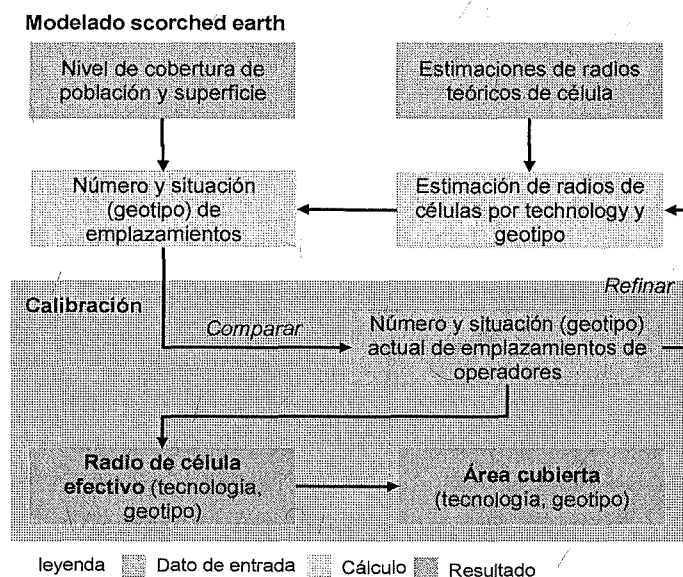 Modelado scorched earth
Nivel de cobertura de
población y superficie
Estimaciones de radios
teóricos de célula
Número y situación
(geotipo) de
emplazamientos
Estimación de radios de
células por technology y
geotipo
Refinar
Calibración
Comparar
Número y situación (geotipo)
actual de emplazamientos de
operadores
Radio de célula
efectivo (tecnologia,
geotipo)
Área cubierta
(tecnología, geotipo)
leyenda Dato de entrada Cálculo Resultado